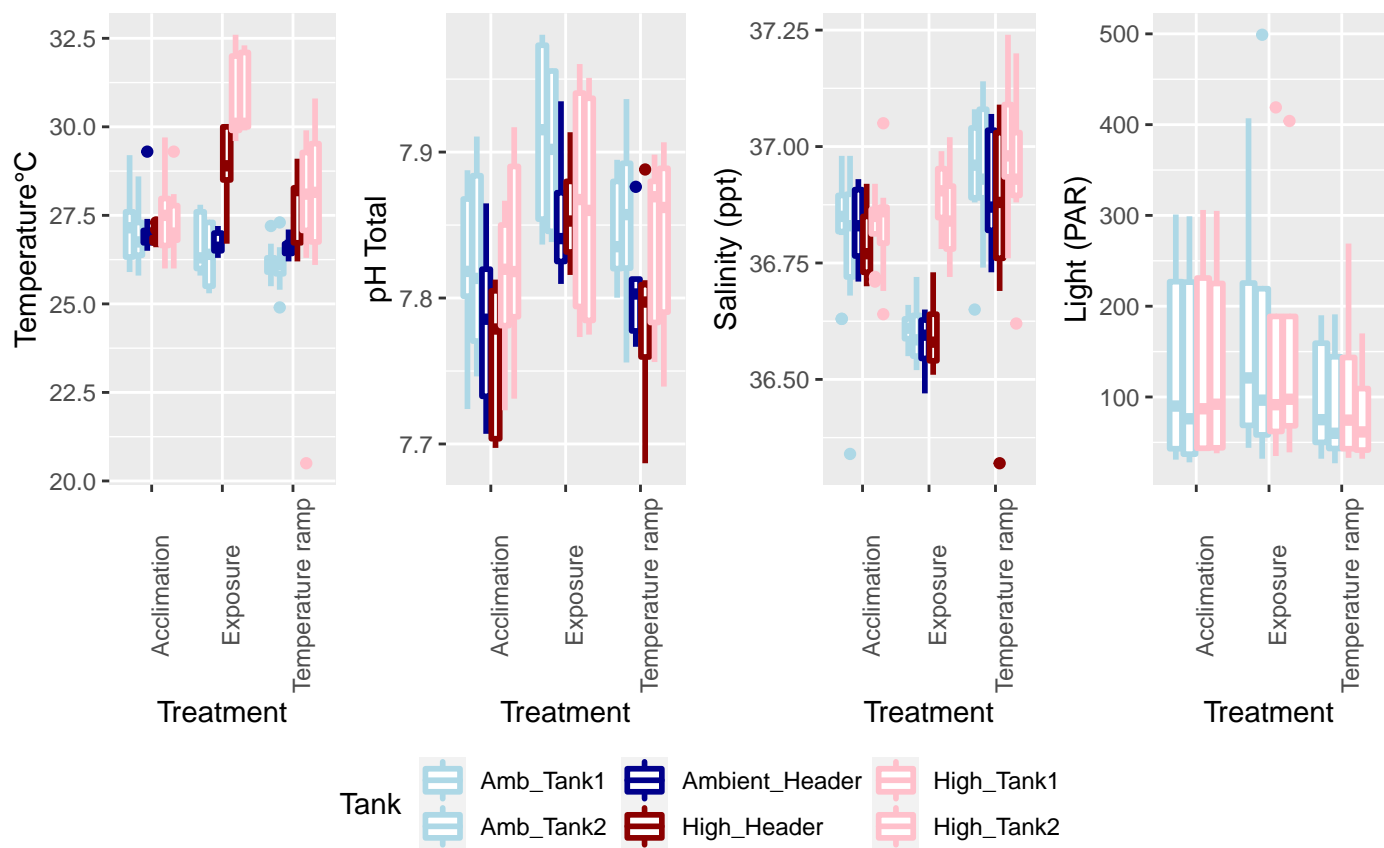 Temperature°C
32.5
30.0
27.5
25.0
22.5
20.0
Acclimation
Exposure
Temperature ramp
Treatment
pH Total
7.9
7.8
7.7
Acclimation
Exposure
Temperature ramp
Treatment
Salinity (ppt)
37.25
37.00
36.75
36.50
Acclimation
Exposure
Temperature ramp
Treatment
Light (PAR)
500
400
300
200
100
Acclimation
Exposure
Temperature ramp
Treatment
Tank
Amb_Tank1
Amb_Tank2
Ambient_Header
High_Header
High_Tank1
High_Tank2